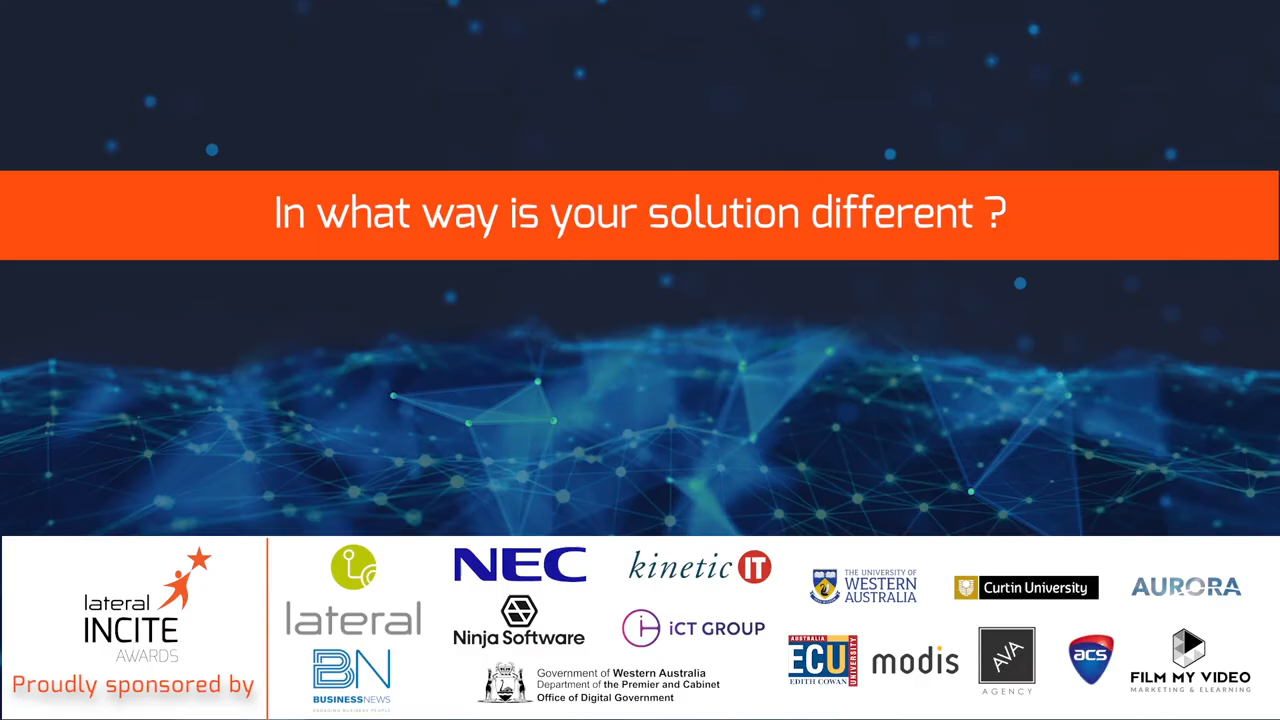 In what way is your solution different ?
lateral
INCITE
AWARDS
Proudly sponsored by
lateral
BN
BUSINESSNEWS
ENGAGING BUSINESS PEOPLE
NEC
Ninja Software
Government of Western Australia
Department of the Premier and Cabinet
Office of Digital Government
kinetic IT
iCT GROUP
THE UNIVERSITY OF
WESTERN
AUSTRALIA
Curtin University
AURORA
AUSTRALIA
ECU
EDITH COWAN
UNIVERSITY
modis
AVA
AGENCY
acs
FILM MY VIDEO
MARKETING & ELEARNING